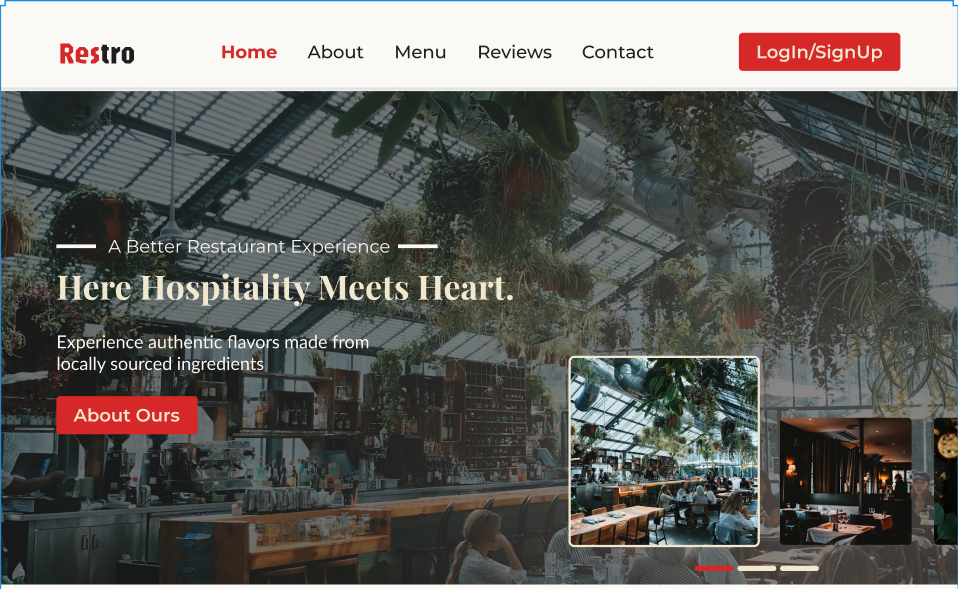 Restro
Home About Menu Reviews Contact
LogIn/SignUp
A Better Restaurant Experience
Here Hospitality Meets Heart.
Experience authentic flavors made from
locally sourced ingredients
About Ours